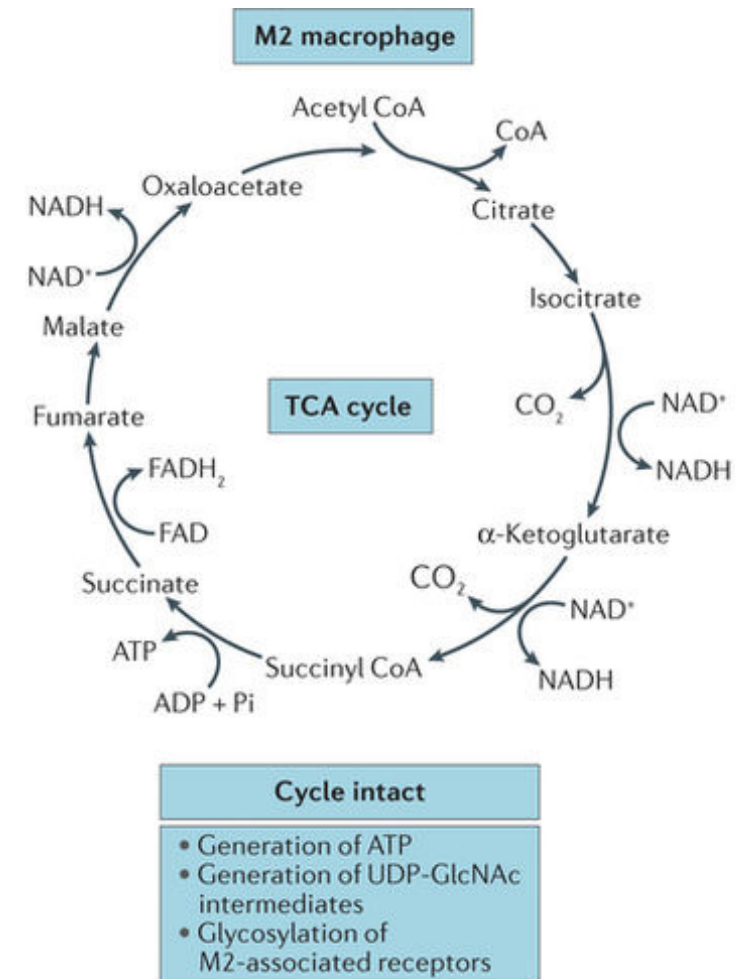 M2 macrophage
Acetyl CoA
CoA
Oxaloacetate
Citrate
NADH
NAD⁺
Isocitrate
Malate
TCA cycle
CO₂
NAD⁺
Fumarate
NADH
FADH₂
FAD
α-Ketoglutarate
Succinate
CO₂
NAD⁺
ATP
Succinyl CoA
NADH
ADP + Pi
Cycle intact
• Generation of ATP
• Generation of UDP-GlcNAc
intermediates
• Glycosylation of
M2-associated receptors